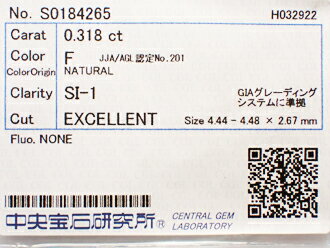 No. S0184265 H032922
Carat 0.318 ct
Color F JJA/AGL認定No.201
ColorOrigin NATURAL
Clarity SI-1 GIAグレーディング
システムに準拠
Cut EXCELLENT Size 4.44 - 4.48 × 2.67 mm
Fluo. NONE
中央宝石研究所® CENTRAL GEM
LABORATORY